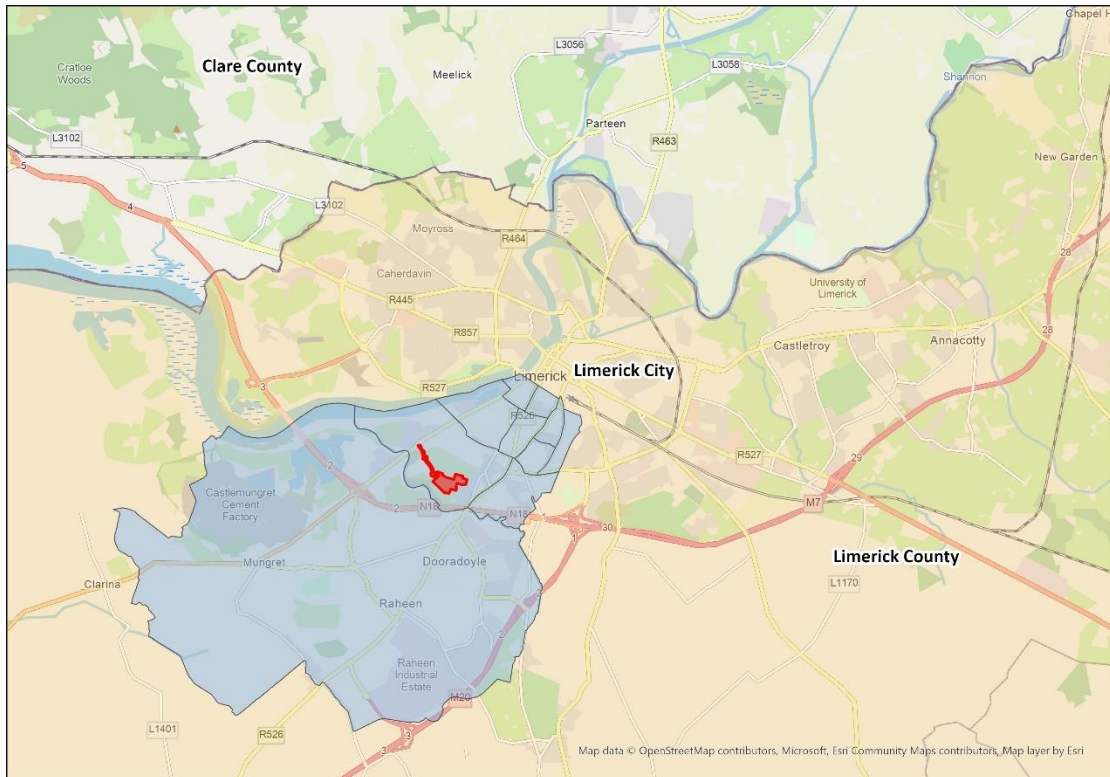 Chapel H
Cratloe
Woods
Clare County
L3056
Meelick
L3058
Shannon
L3102
Parteen
R463
New Garden
5
4
L3102
Moyross
R464
28
Caherdavin
University of
Limerick
R445
R857
Castletroy
Annacotty
28
3
R527
Limerick
Limerick City
R526
2
29
R527
Castlemungret
Cement
Factory
2
N18
N18
1
30
M7
Mungret
Dooradoyle
Limerick County
Clarina
L1170
Raheen
2
Raheen
Industrial
Estate
M20
L1401
R526
3
3
Map data © OpenStreetMap contributors, Microsoft, Esri Community Maps contributors, Map layer by Esri